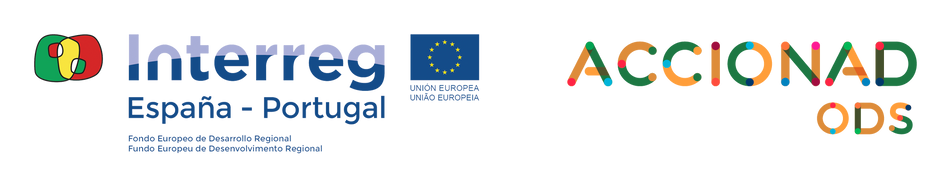 Interreg
España - Portugal
Fondo Europeo de Desarrollo Regional
Fundo Europeu de Desenvolvimento Regional
UNIÓN EUROPEA
UNIÃO EUROPEIA
ACCIONAD
ODS